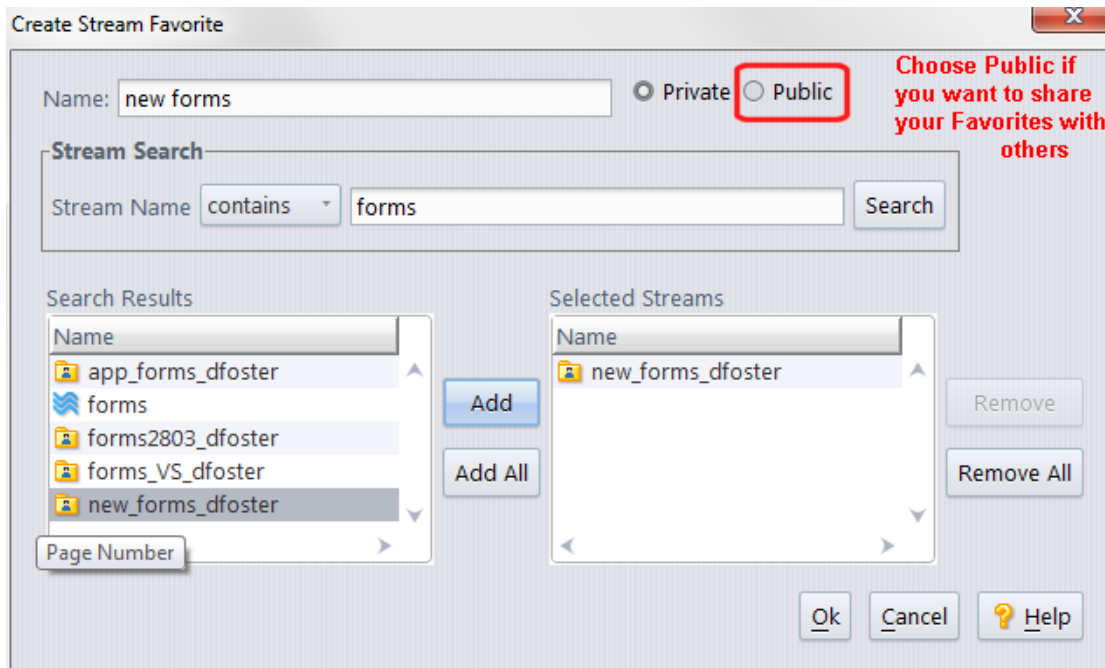 Create Stream Favorite
Name: new forms
Private
Public
Choose Public if
you want to share
your Favorites with
others
Stream Search
Stream Name contains forms Search
Search Results
Name
app_forms_dfoster
forms
forms2803_dfoster
forms_VS_dfoster
new_forms_dfoster
Page Number
Add
Add All
Selected Streams
Name
new_forms_dfoster
Remove
Remove All
Ok Cancel Help